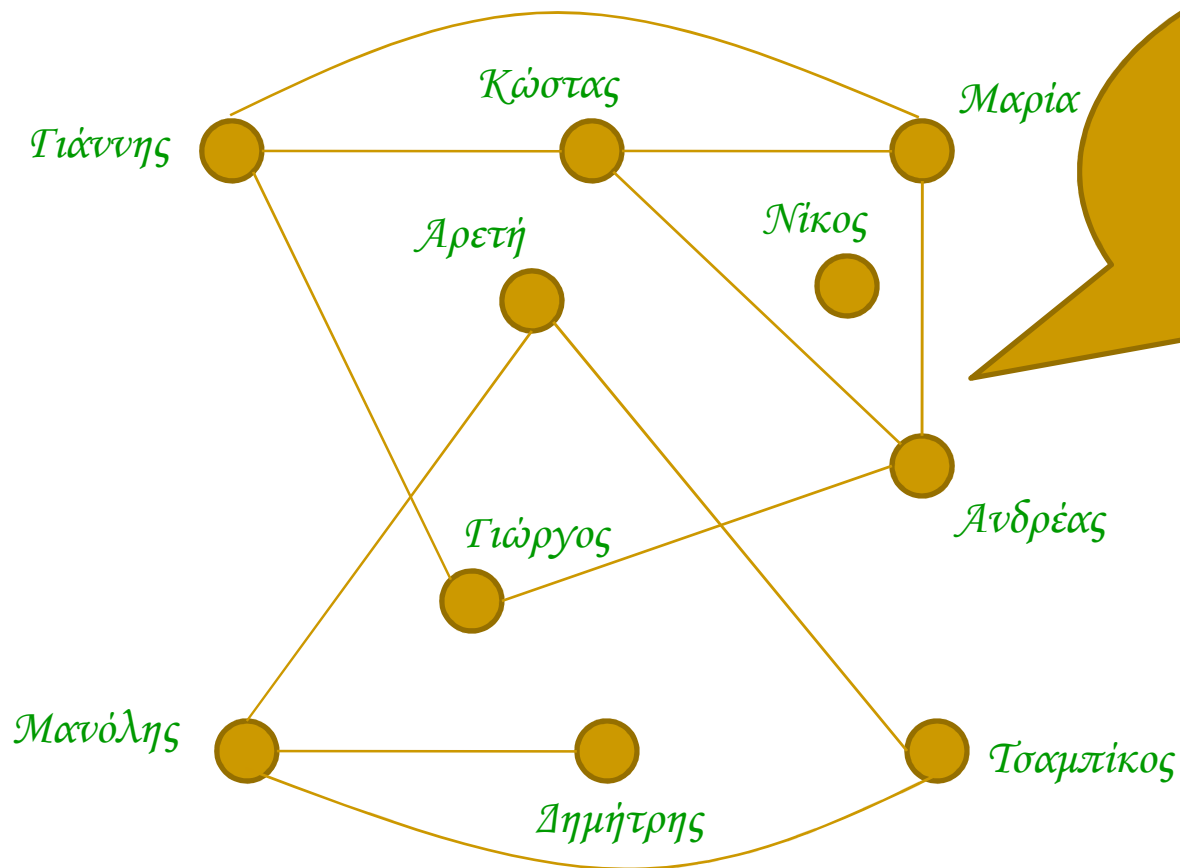 Κώστας
Μαρία
Γιάννης
Νίκος
Αρετή
Ανδρέας
Γιώργος
Μανόλης
Τσαμπίκος
Δημήτρης